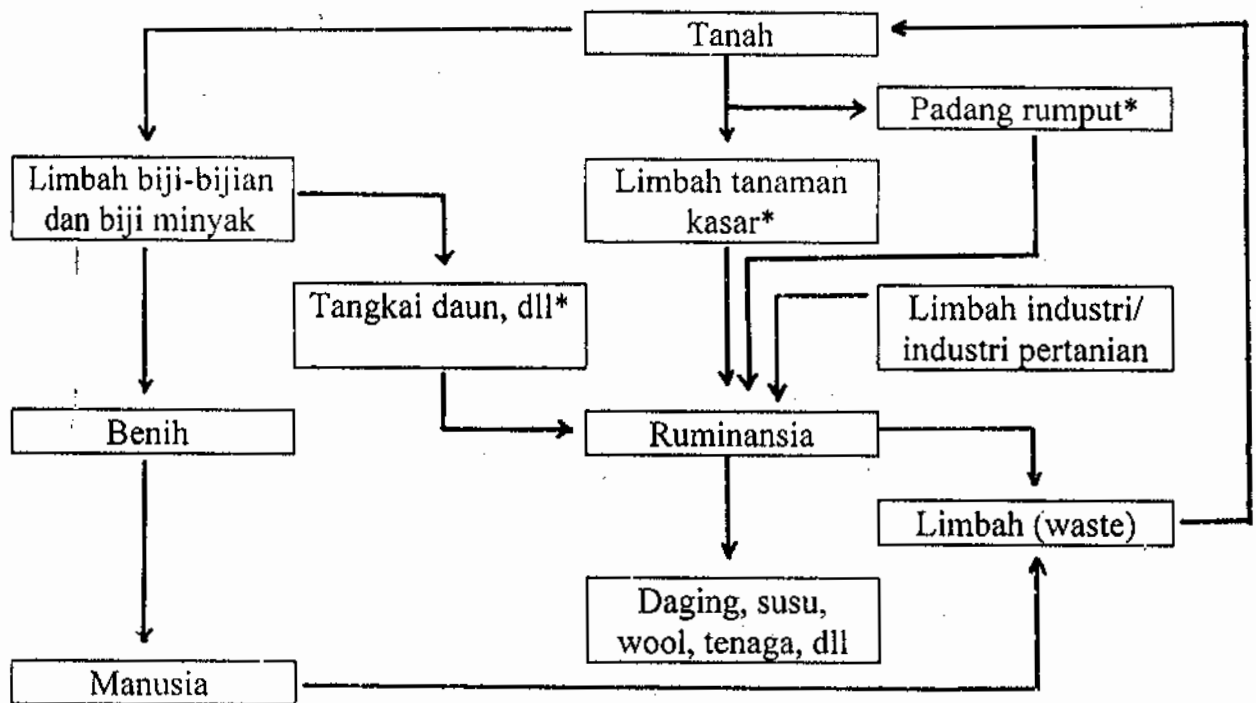 Tanah
Padang rumput*
Limbah biji-bijian
dan biji minyak
Limbah tanaman
kasar*
Tangkai daun, dll*
Limbah industri/
industri pertanian
Benih
Ruminansia
Limbah (waste)
Daging, susu,
wool, tenaga, dll
Manusia